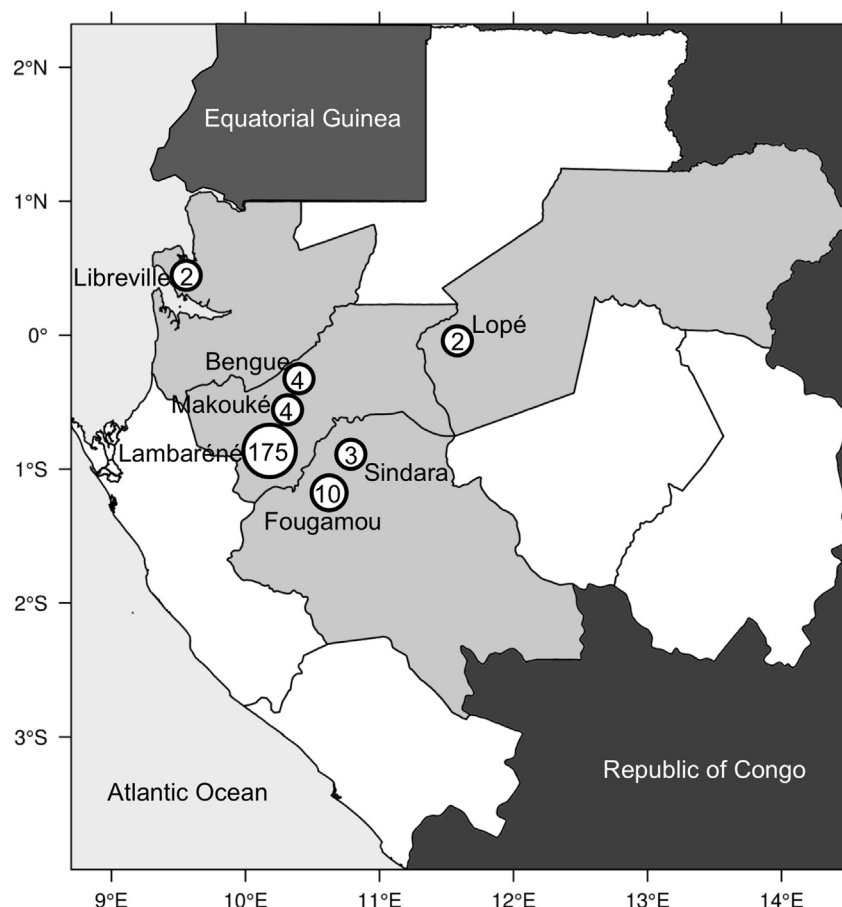 2°N
Equatorial Guinea
1°N
Libreville 2
0°
Lopé
2
Bengue
4
Makouké 4
Lambaréné 175
3
1°S
Sindara
10
Fougamou
2°S
3°S
Republic of Congo
Atlantic Ocean
9°E 10°E 11°E 12°E 13°E 14°E